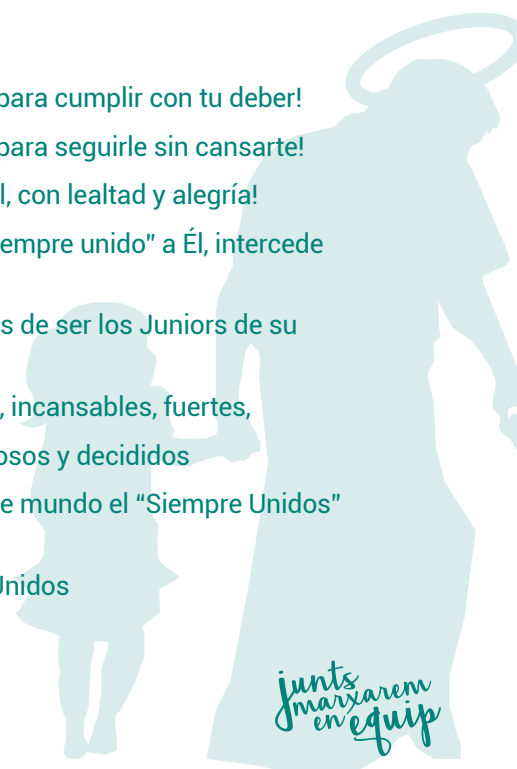 para cumplir con tu deber!
para seguirle sin cansarte!
l, con lealtad y alegría!
empre unido" a Él, intercede
s de ser los Juniors de su
, incansables, fuertes,
osos y decididos
e mundo el “Siempre Unidos”
Unidos
junts
marxarem
en equip